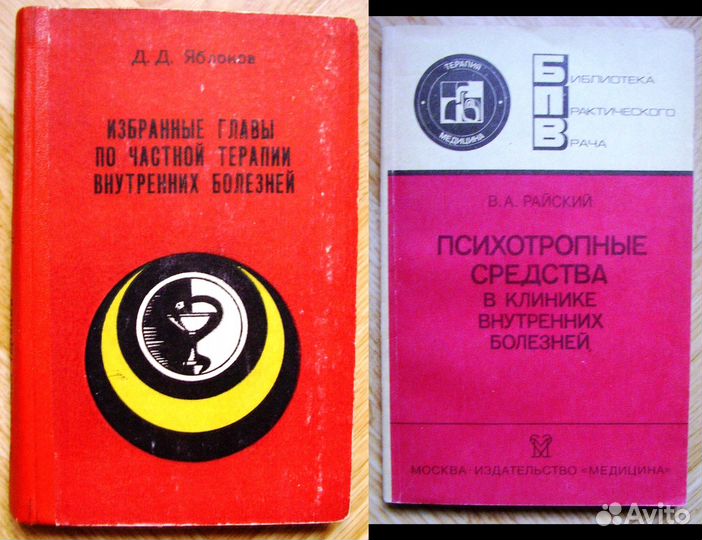 Д. Д. Яблоков
ИЗБРАННЫЕ ГЛАВЫ
ПО ЧАСТНОЙ ТЕРАПИИ
ВНУТРЕННИХ БОЛЕЗНЕЙ
ТЕРАПИЯ
МЕДИЦИНА
БИБЛИОТЕКА
ПРАКТИЧЕСКОГО
ВРАЧА
В. А. РАЙСКИЙ
ПСИХОТРОПНЫЕ
СРЕДСТВА
В КЛИНИКЕ
ВНУТРЕННИХ
БОЛЕЗНЕЙ
МОСКВА · ИЗДАТЕЛЬСТВО «МЕДИЦИНА»
Avito